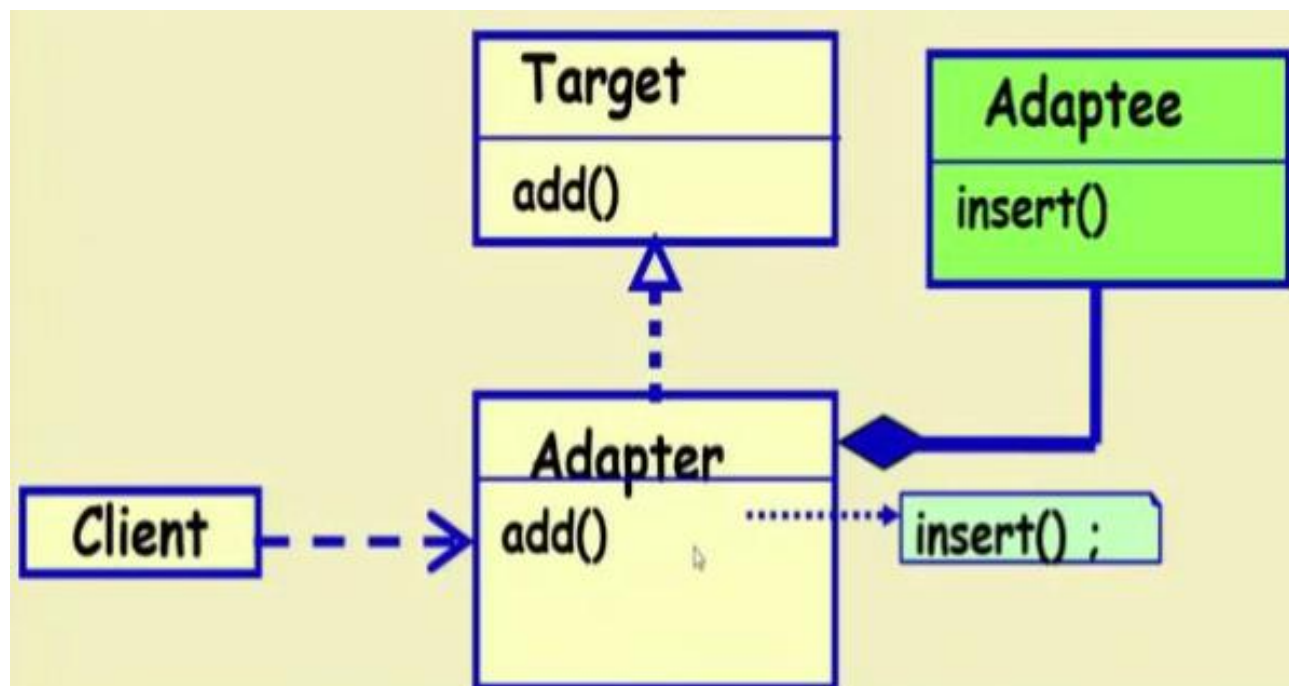 Target
add()
Adaptee
insert()
Adapter
add()
insert() ;
Client